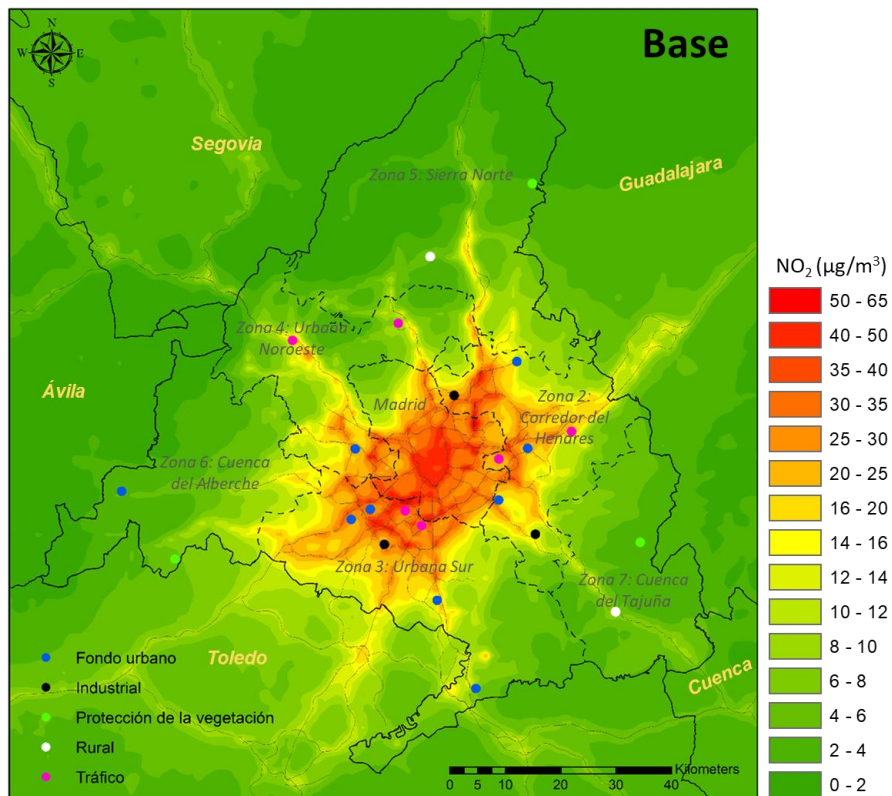 N
W E
S
Base
Segovia
Zona 5: Sierra Norte
Guadalajara
NO₂ (µg/m³)
50 - 65
40 - 50
35 - 40
30 - 35
25 - 30
20 - 25
16 - 20
14 - 16
12 - 14
10 - 12
8 - 10
6 - 8
4 - 6
2 - 4
0 - 2
Zona 4: Urbana
Noroeste
Ávila
Madrid
Zona 2:
Corredor del
Henares
Zona 6: Cuenca
del Alberche
Zona 3: Urbana Sur
Zona 7: Cuenca
del Tajuña
Toledo
Cuenca
Fondo urbano
Industrial
Protección de la vegetación
Rural
Tráfico
Kilometers
0 5 10 20 30 40